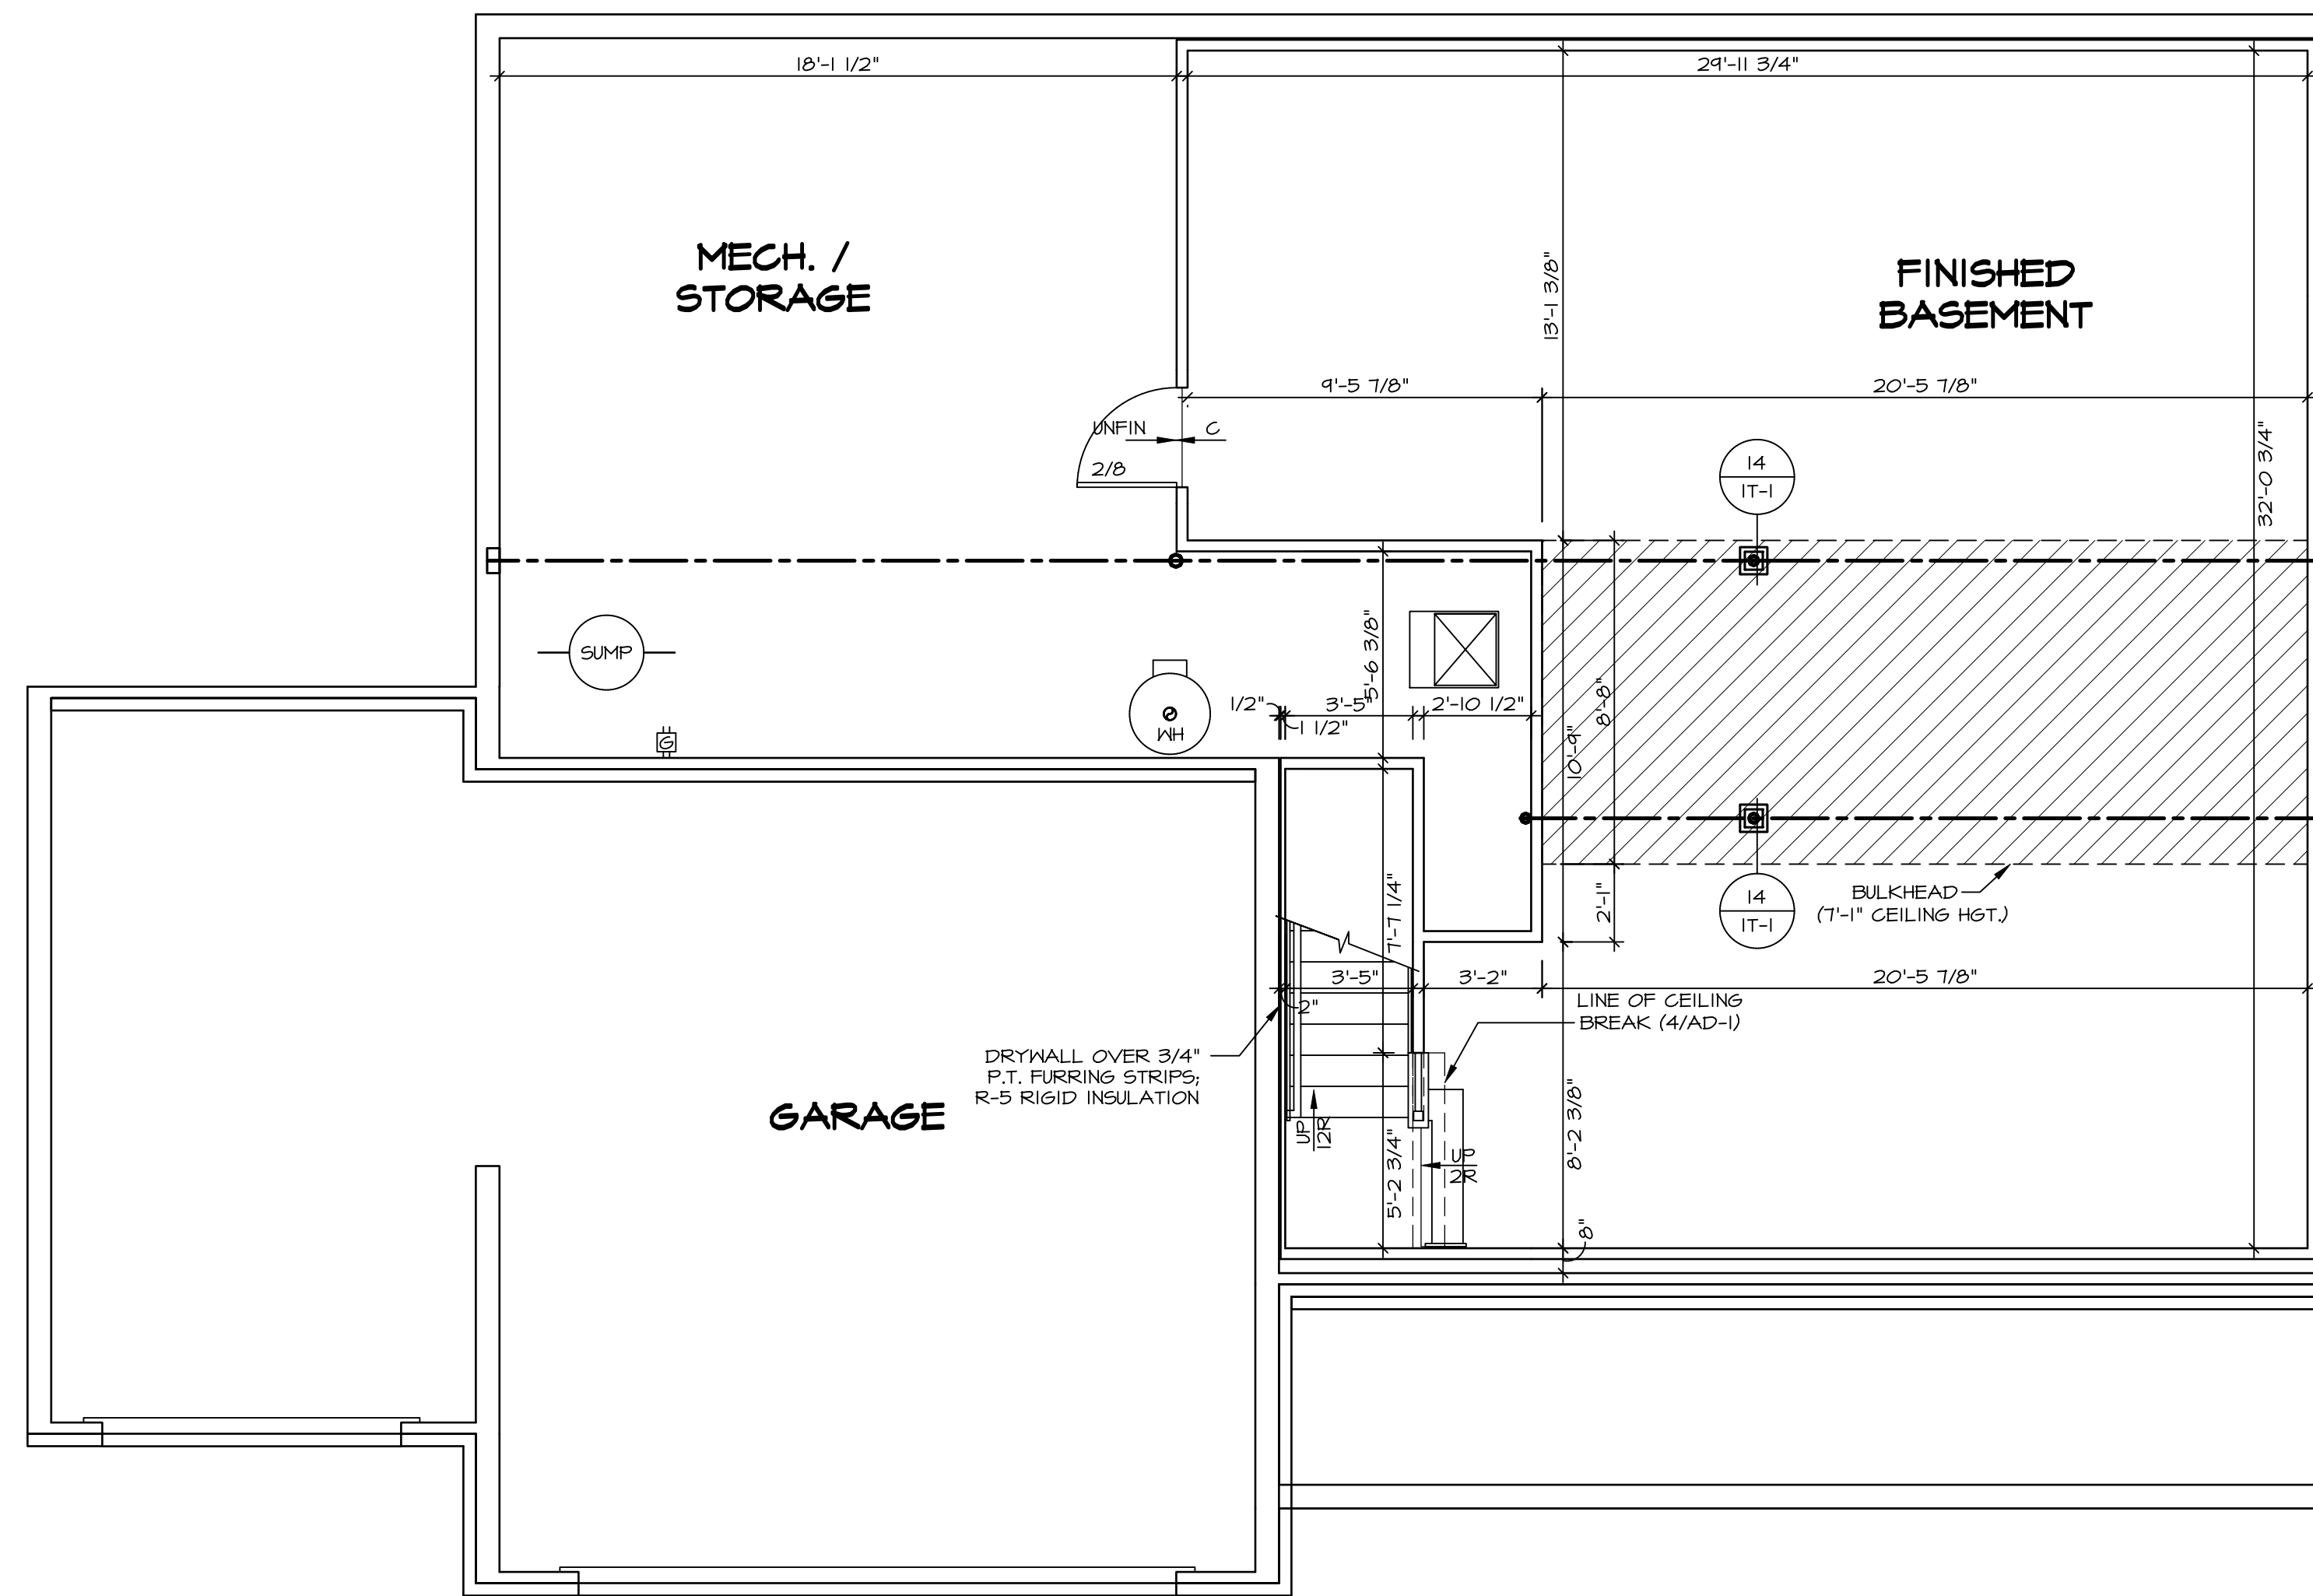 18'-1 1/2"
29'-11 3/4"
MECH. /
STORAGE
FINISHED
BASEMENT
13'-1 3/8"
9'-5 7/8"
20'-5 7/8"
UNFIN
C
2/8
14
1T-1
32'-0 3/4"
SUMP
G
WH
5'-6 3/8"
1/2"
3'-5"
2'-10 1/2"
1 1/2"
8'-8"
10'-9"
2'-1"
7'-7 1/4"
BULKHEAD
(7'-1" CEILING HGT.)
14
1T-1
3'-5"
3'-2"
20'-5 7/8"
2"
LINE OF CEILING
BREAK (4/AD-1)
DRYWALL OVER 3/4"
P.T. FURRING STRIPS;
R-5 RIGID INSULATION
GARAGE
UP
12R
5'-2 3/4"
UP
2R
8'-2 3/8"
8"